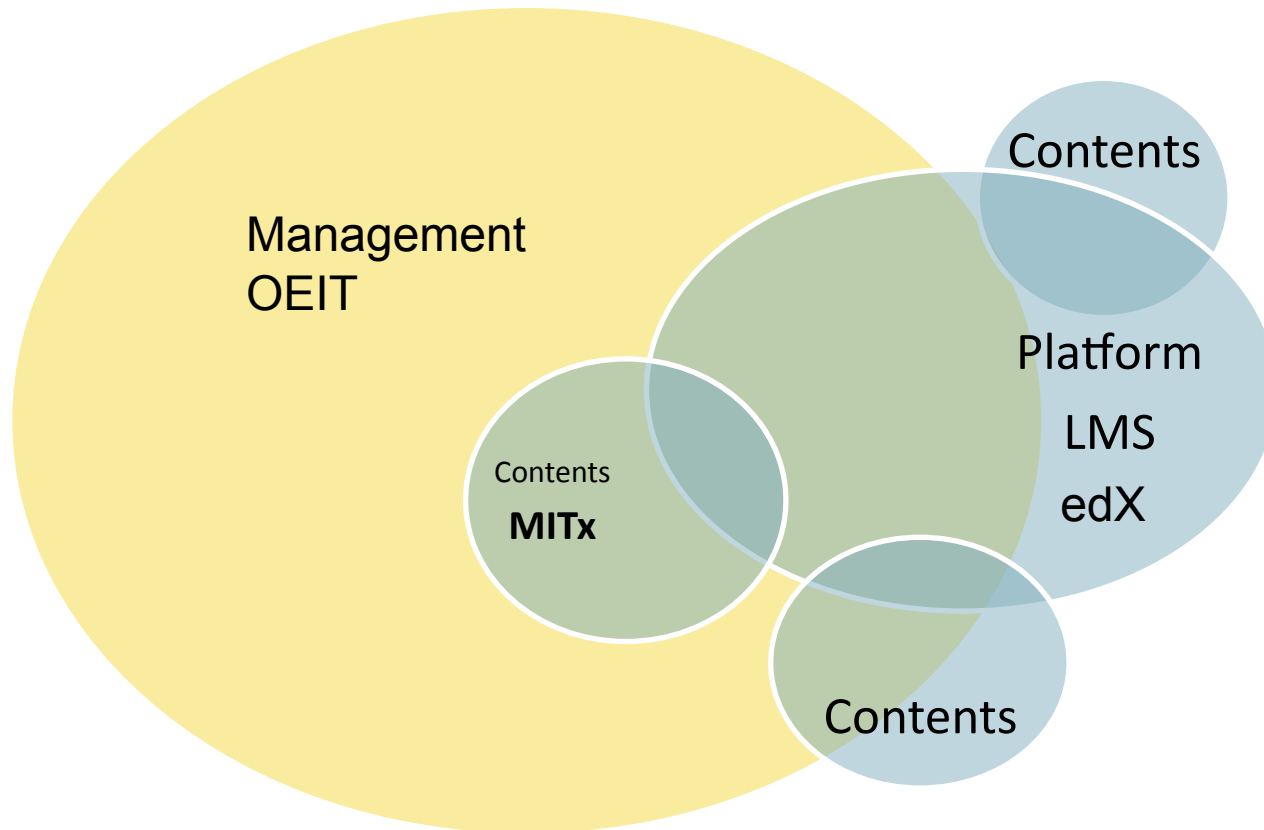 Contents
Management
OEIT
Platform
LMS
edX
Contents
MITx
Contents